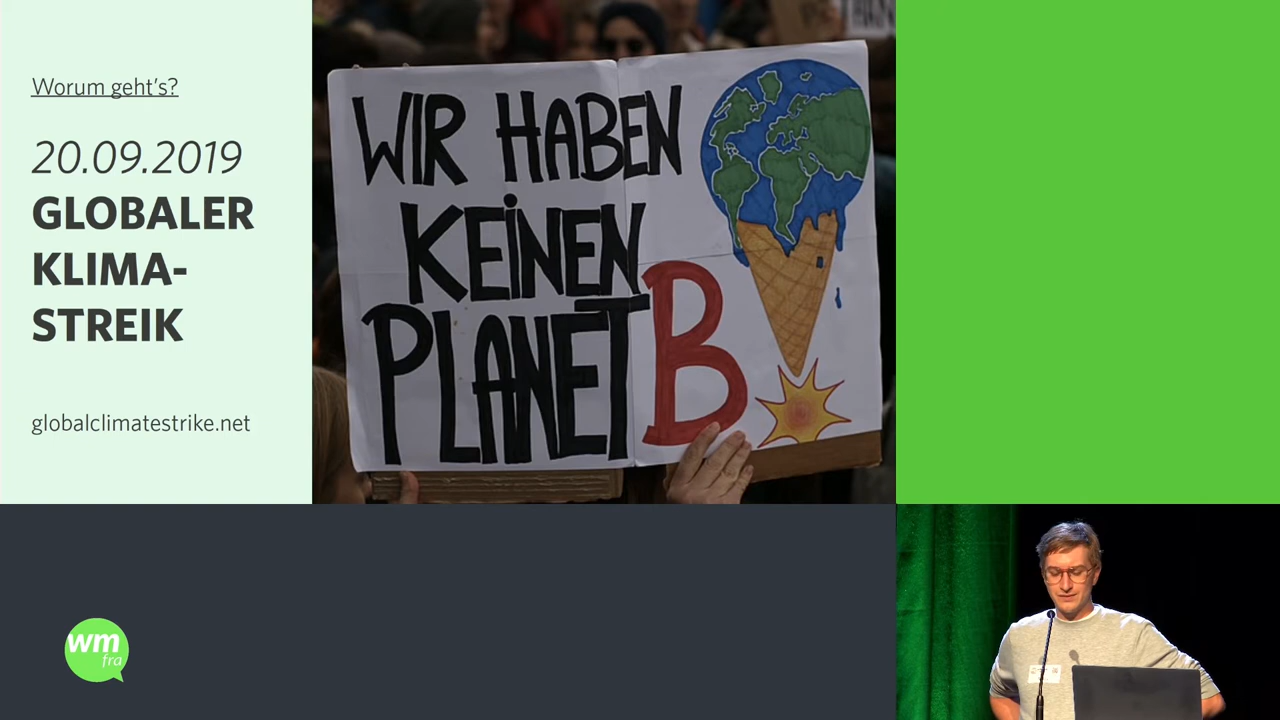 Worum geht's?
20.09.2019
GLOBALER
KLIMA-
STREIK
globalclimatestrike.net
WIR HABEN
KEINEN
PLANET B
wm
fra